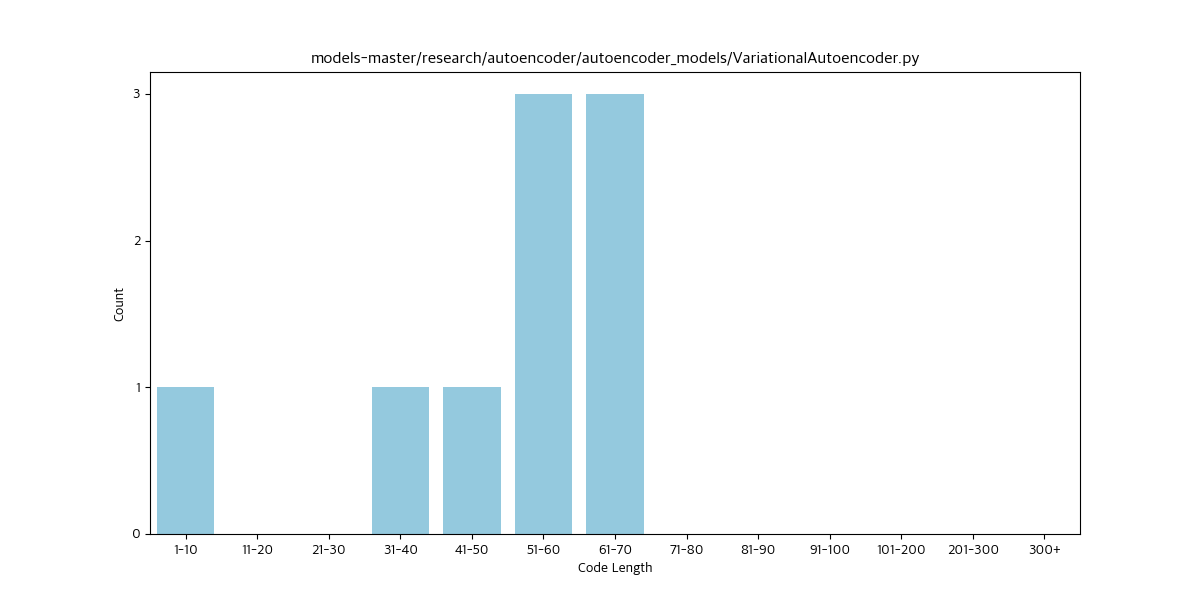 models-master/research/autoencoder/autoencoder_models/VariationalAutoencoder.py
3
2
1
0
Count
1-10 11-20 21-30 31-40 41-50 51-60 61-70 71-80 81-90 91-100 101-200 201-300 300+
Code Length